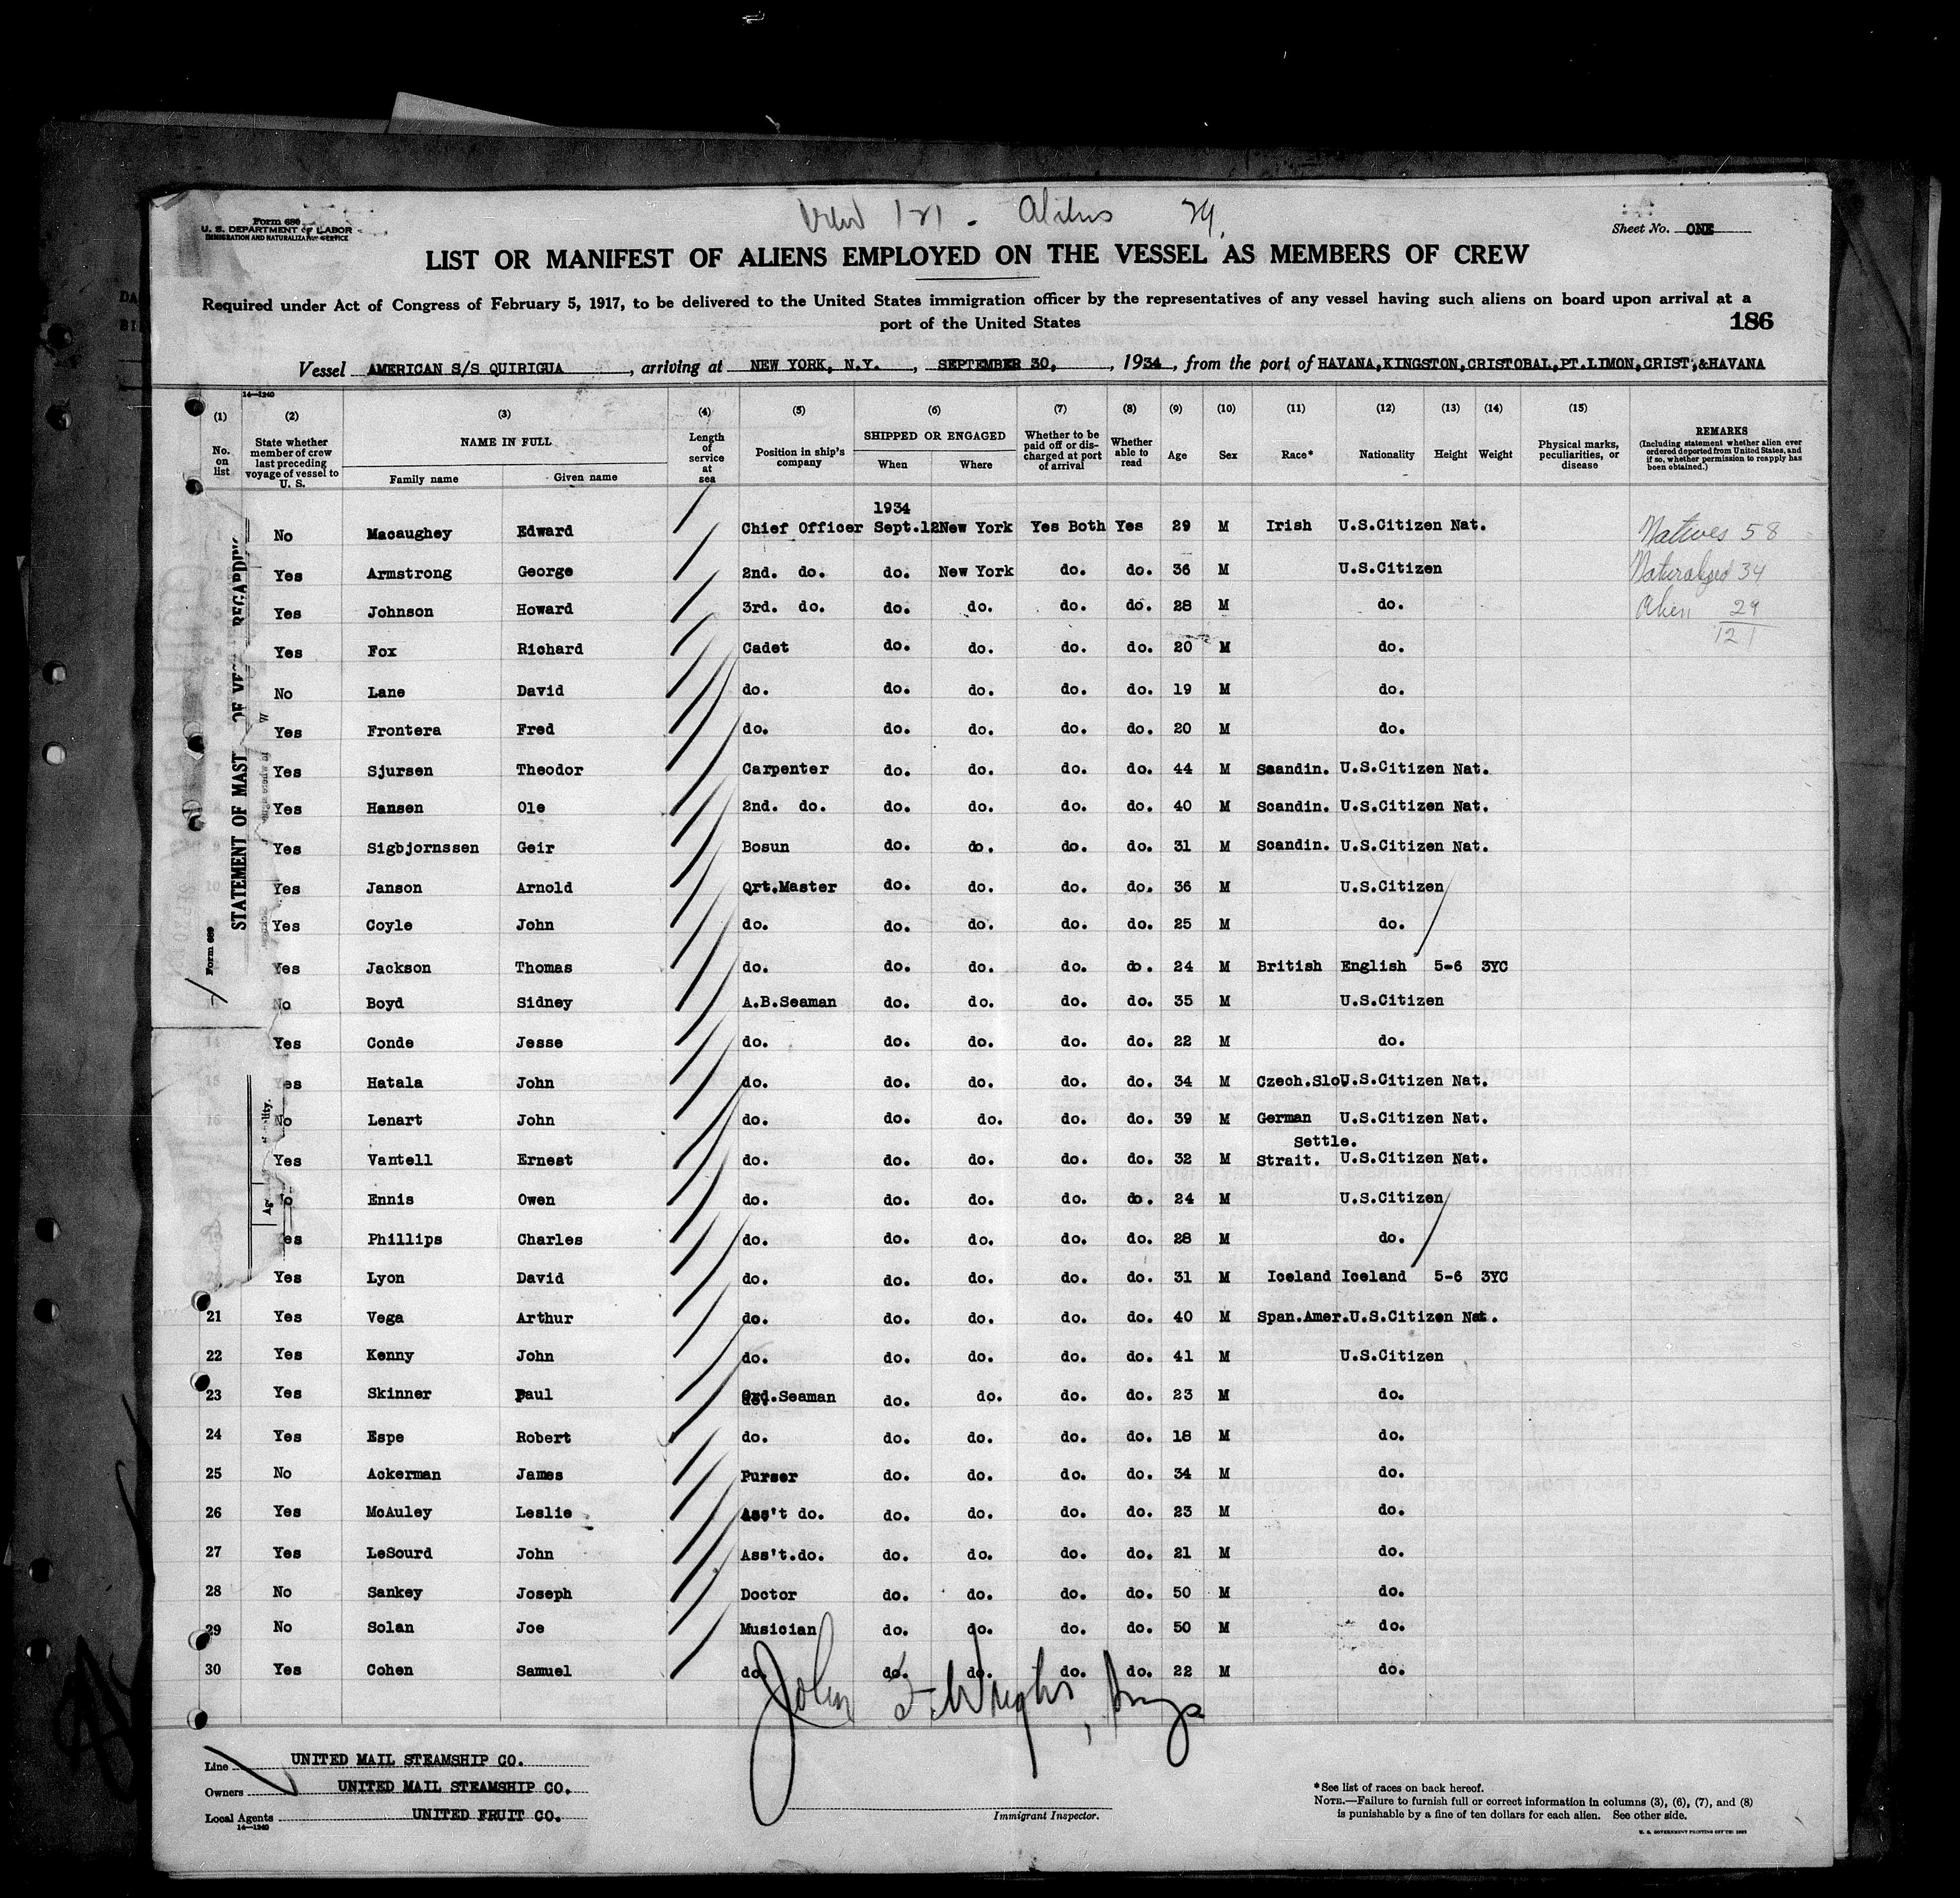 Crew 121 - Aliens 29
Form 689
U. S. DEPARTMENT OF LABOR
IMMIGRATION AND NATURALIZATION SERVICE
Sheet No. ONE
LIST OR MANIFEST OF ALIENS EMPLOYED ON THE VESSEL AS MEMBERS OF CREW
Required under Act of Congress of February 5, 1917, to be delivered to the United States immigration officer by the representatives of any vessel having such aliens on board upon arrival at a
port of the United States
186
Vessel AMERICAN S/S QUIRIGUA, arriving at NEW YORK, N.Y., SEPTEMBER 30, 1934, from the port of HAVANA,KINGSTON,CRISTOBAL,PT.LIMON,CRIST,&HAVANA
14—1240
(1) (2) (3) (4) (5) (6) (7) (8) (9) (10) (11) (12) (13) (14) (15)
No. on list State whether member of crew last preceding voyage of vessel to U. S. NAME IN FULL Family name Given name Length of service at sea Position in ship's company SHIPPED OR ENGAGED When Where Whether to be paid off or discharged at port of arrival Whether able to read Age Sex Race* Nationality Height Weight Physical marks, peculiarities, or disease REMARKS (Including statement whether alien ever ordered deported from United States, and if so, whether permission to reapply has been obtained.)
1934
No Macaughey Edward Chief Officer Sept.12 New York Yes Both Yes 29 M Irish U.S.Citizen Nat. Natives 58
Yes Armstrong George 2nd. do. do. New York do. do. 36 M U.S.Citizen Naturalized 34
Yes Johnson Howard 3rd. do. do. do. do. do. 28 M do. Alien 29
121
Yes Fox Richard Cadet do. do. do. do. 20 M do.
No Lane David do. do. do. do. do. 19 M do.
Yes Frontera Fred do. do. do. do. do. 20 M do.
Yes Sjursen Theodor Carpenter do. do. do. do. 44 M Saandin. U.S.Citizen Nat.
Yes Hansen Ole 2nd. do. do. do. do. do. 40 M Scandin. U.S.Citizen Nat.
Yes Sigbjornssen Geir Bosun do. do. do. do. 31 M Scandin. U.S.Citizen Nat.
Yes Janson Arnold Qrt.Master do. do. do. do. 36 M U.S.Citizen
Yes Coyle John do. do. do. do. do. 25 M do.
Yes Jackson Thomas do. do. do. do. do. 24 M British English 5-6 3YC
No Boyd Sidney A.B.Seaman do. do. do. do. 35 M U.S.Citizen
Yes Conde Jesse do. do. do. do. do. 22 M do.
Yes Hatala John do. do. do. do. do. 34 M Czech.Slo U.S.Citizen Nat.
No Lenart John do. do. do. do. do. 39 M German U.S.Citizen Nat.
Settle.
Yes Vantell Ernest do. do. do. do. do. 32 M Strait. U.S.Citizen Nat.
Ennis Owen do. do. do. do. do. 24 M U.S.Citizen
Yes Phillips Charles do. do. do. do. do. 28 M do.
Yes Lyon David do. do. do. do. do. 31 M Iceland Iceland 5-6 3YC
21 Yes Vega Arthur do. do. do. do. do. 40 M Span.Amer. U.S.Citizen Nat.
22 Yes Kenny John do. do. do. do. do. 41 M U.S.Citizen
23 Yes Skinner Paul Ord.Seaman do. do. do. do. 23 M do.
24 Yes Espe Robert do. do. do. do. do. 18 M do.
25 No Ackerman James Purser do. do. do. do. 34 M do.
26 Yes McAuley Leslie Ass't do. do. do. do. do. 23 M do.
27 Yes LeSourd John Ass't.do. do. do. do. do. 21 M do.
28 No Sankey Joseph Doctor do. do. do. do. 50 M do.
29 No Solan Joe Musician do. do. do. do. 50 M do.
30 Yes Cohen Samuel do. do. do. do. do. 22 M do.
Form 689
STATEMENT OF MAST OF VES REGARDING
Line UNITED MAIL STEAMSHIP CO.
Owners UNITED MAIL STEAMSHIP CO.
Local Agents UNITED FRUIT CO.
14—1240
Immigrant Inspector.
*See list of races on back hereof.
NOTE.—Failure to furnish full or correct information in columns (3), (6), (7), and (8)
is punishable by a fine of ten dollars for each alien. See other side.